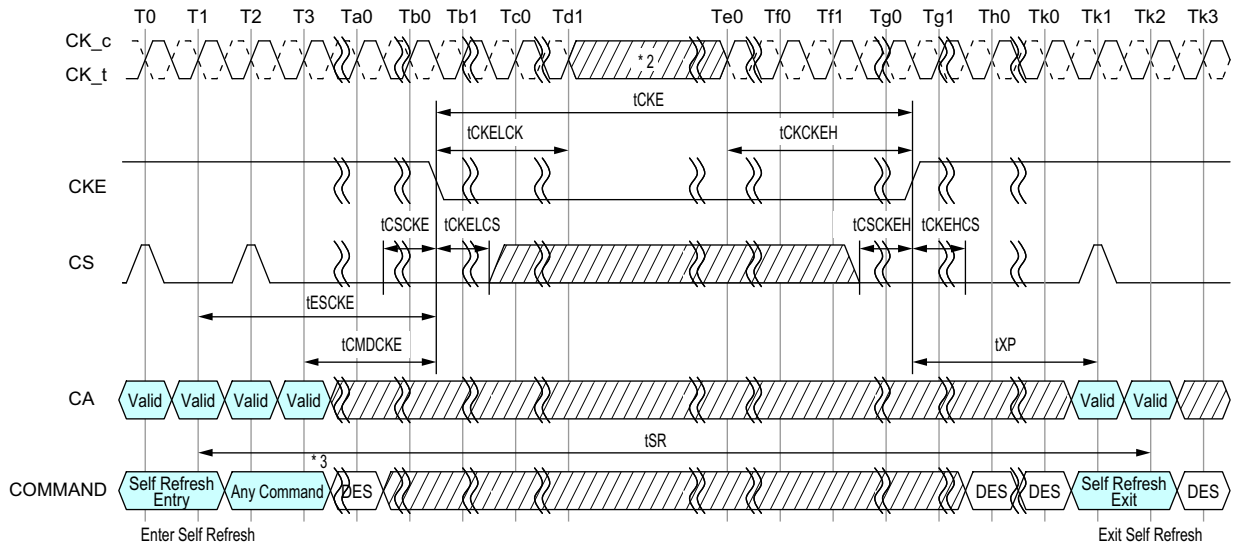 T0 T1 T2 T3 Ta0 Tb0 Tb1 Tc0 Td1 Te0 Tf0 Tf1 Tg0 Tg1 Th0 Tk0 Tk1 Tk2 Tk3
CK_c
CK_t
* 2
tCKE
tCKELCK tCKCKEH
CKE
tCSCKE tCKELCS tCSCKEH tCKEHCS
CS
tESCKE
tCMDCKE tXP
CA Valid Valid Valid Valid Valid Valid
tSR
* 3
COMMAND Self Refresh Entry Any Command DES DES DES Self Refresh Exit DES
Enter Self Refresh Exit Self Refresh